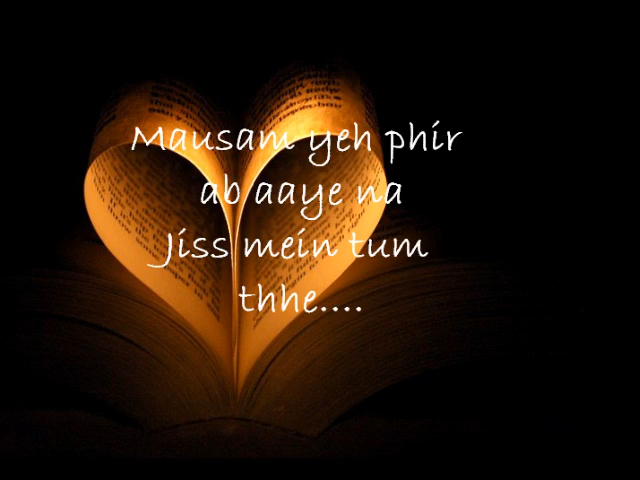 Mausam yeh phir
ab aaye na
Jiss mein tum
thhe....